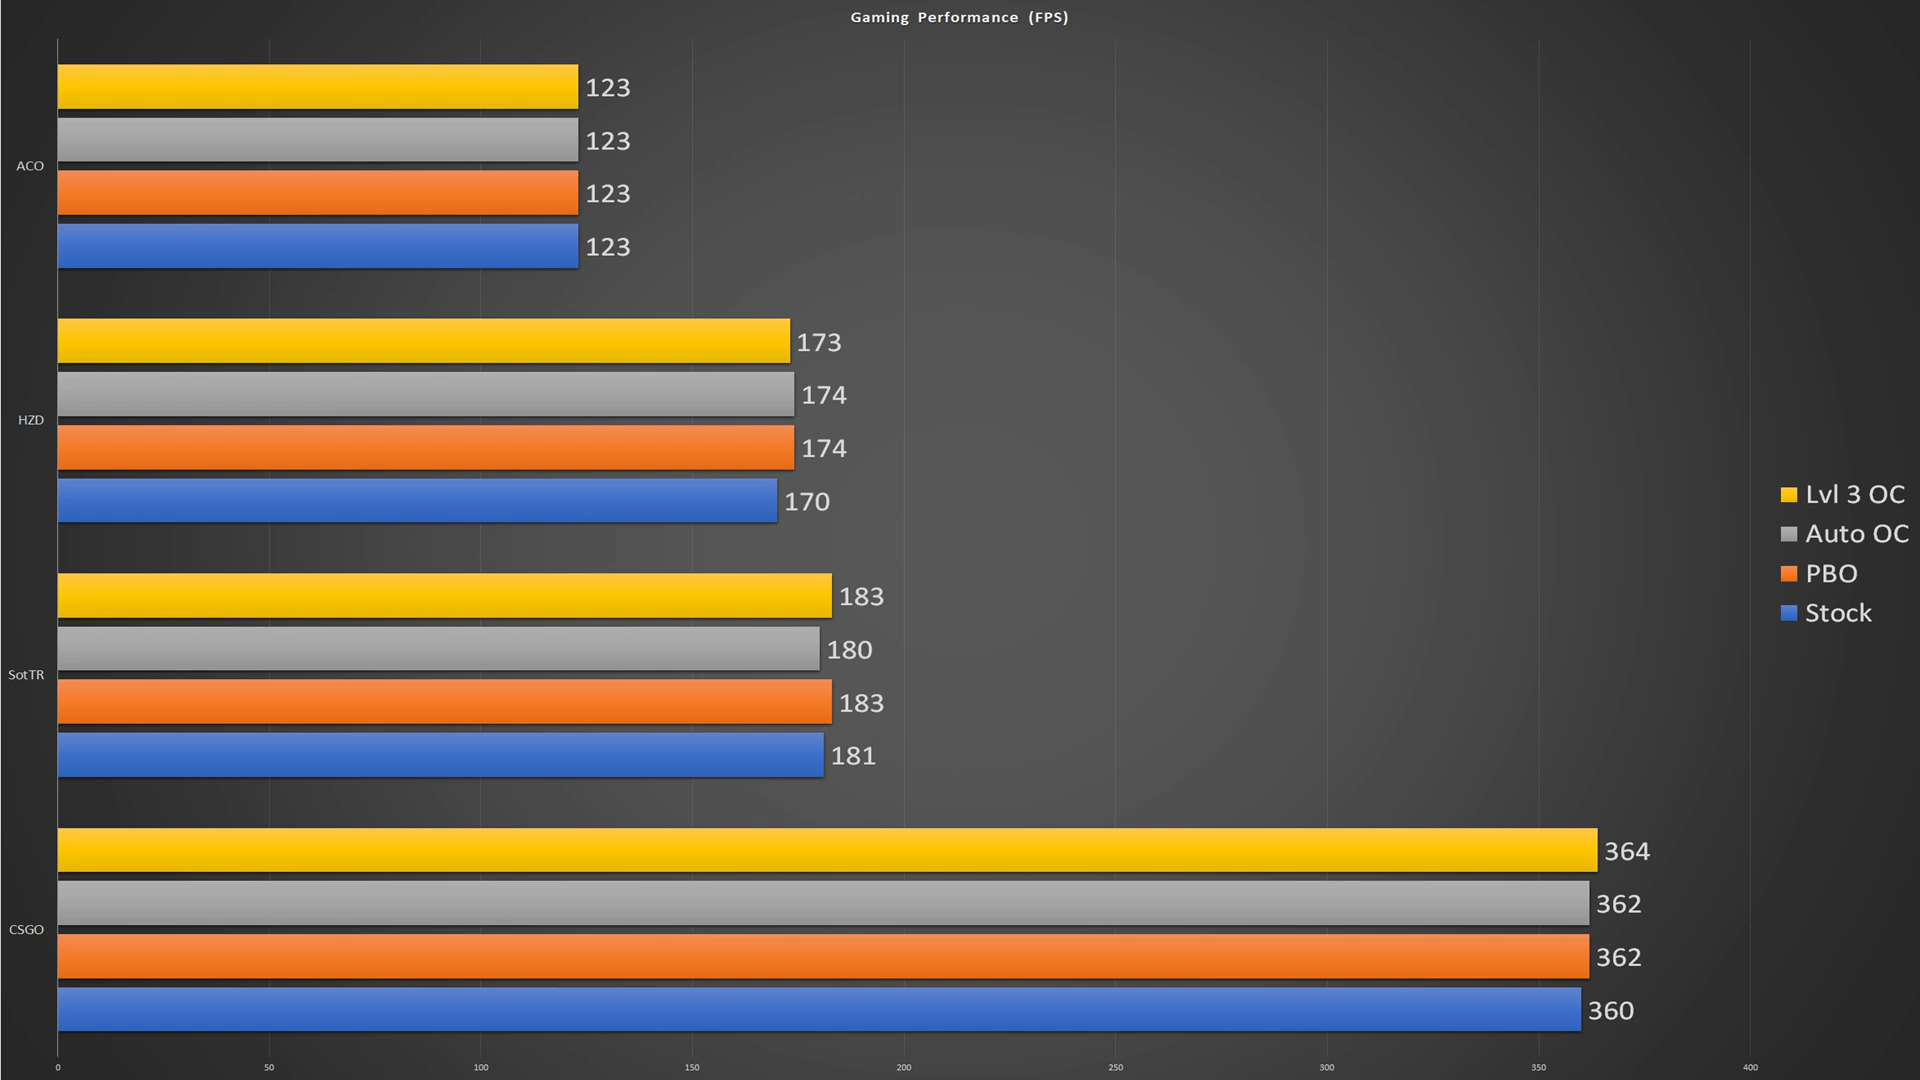 Gaming Performance (FPS)
ACO
123
123
123
123
HZD
173
174
174
170
SotTR
183
180
183
181
CSGO
364
362
362
360
Lvl 3 OC
Auto OC
PBO
Stock
0 50 100 150 200 250 300 350 400